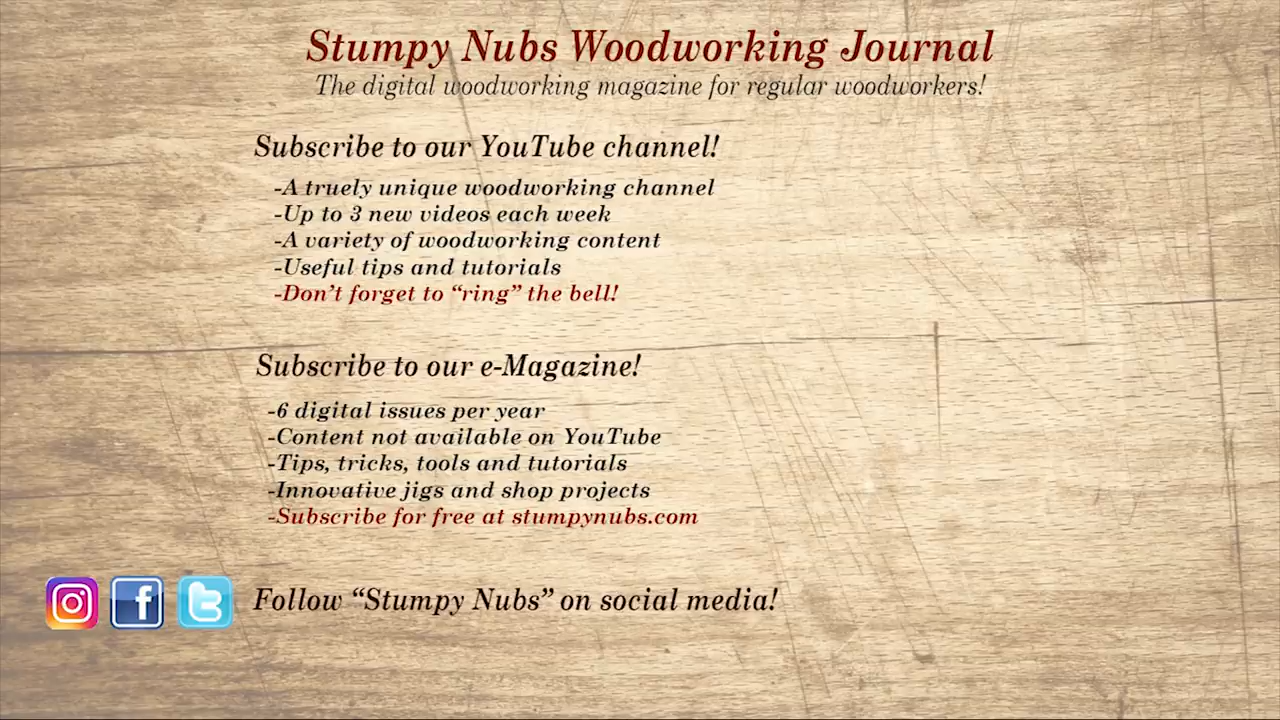 Stumpy Nubs Woodworking Journal
The digital woodworking magazine for regular woodworkers!
Subscribe to our YouTube channel!
-A truely unique woodworking channel
-Up to 3 new videos each week
-A variety of woodworking content
-Useful tips and tutorials
-Don’t forget to “ring” the bell!
Subscribe to our e-Magazine!
-6 digital issues per year
-Content not available on YouTube
-Tips, tricks, tools and tutorials
-Innovative jigs and shop projects
-Subscribe for free at stumpynubs.com
Follow “Stumpy Nubs” on social media!